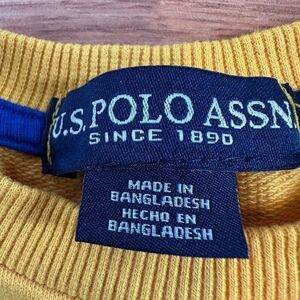 U.S. POLO ASSN
SINCE 1890
MADE IN
BANGLADESH
HECHO EN
BANGLADESH